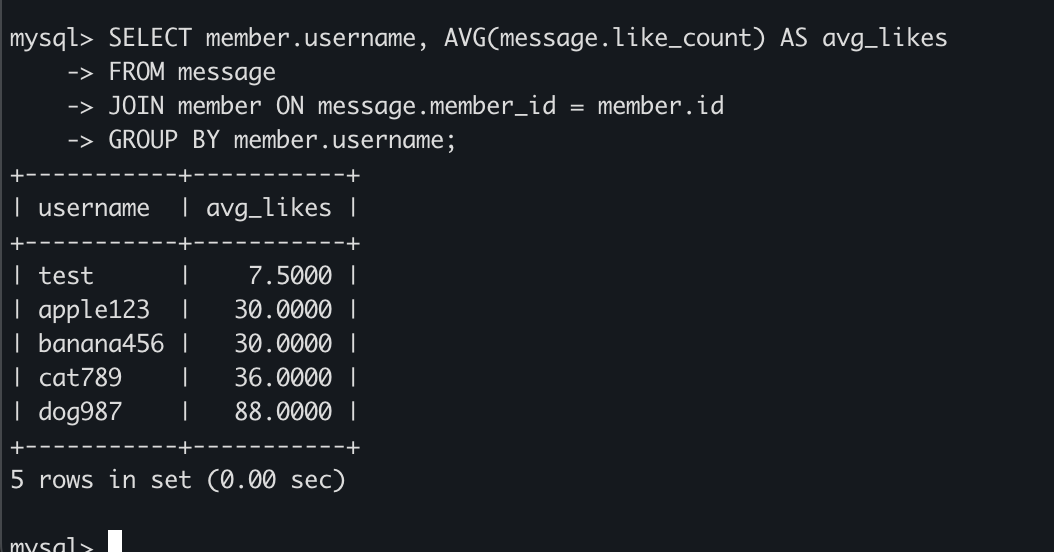 mysql> SELECT member.username, AVG(message.like_count) AS avg_likes
    -> FROM message
    -> JOIN member ON message.member_id = member.id
    -> GROUP BY member.username;
+-----------+-----------+
| username  | avg_likes |
+-----------+-----------+
| test      |    7.5000 |
| apple123  |   30.0000 |
| banana456 |   30.0000 |
| cat789    |   36.0000 |
| dog987    |   88.0000 |
+-----------+-----------+
5 rows in set (0.00 sec)
mysql>